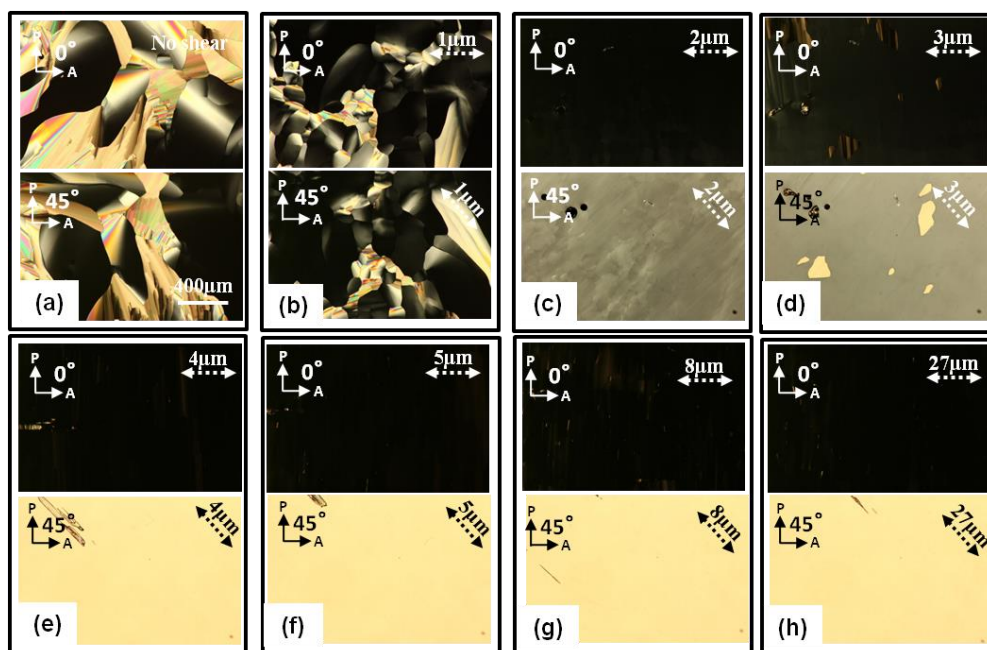 P
0°
No shear
A
P
45°
A
400μm
(a)
1μm
P
0°
A
P
45°
1μm
A
(b)
2μm
P
0°
A
P
45°
2μm
A
(c)
3μm
P
0°
A
P
45°
3μm
A
(d)
4μm
P
0°
A
P
45°
4μm
A
(e)
5μm
P
0°
A
P
45°
5μm
A
(f)
8μm
P
0°
A
P
45°
8μm
A
(g)
27μm
P
0°
A
P
45°
27μm
A
(h)